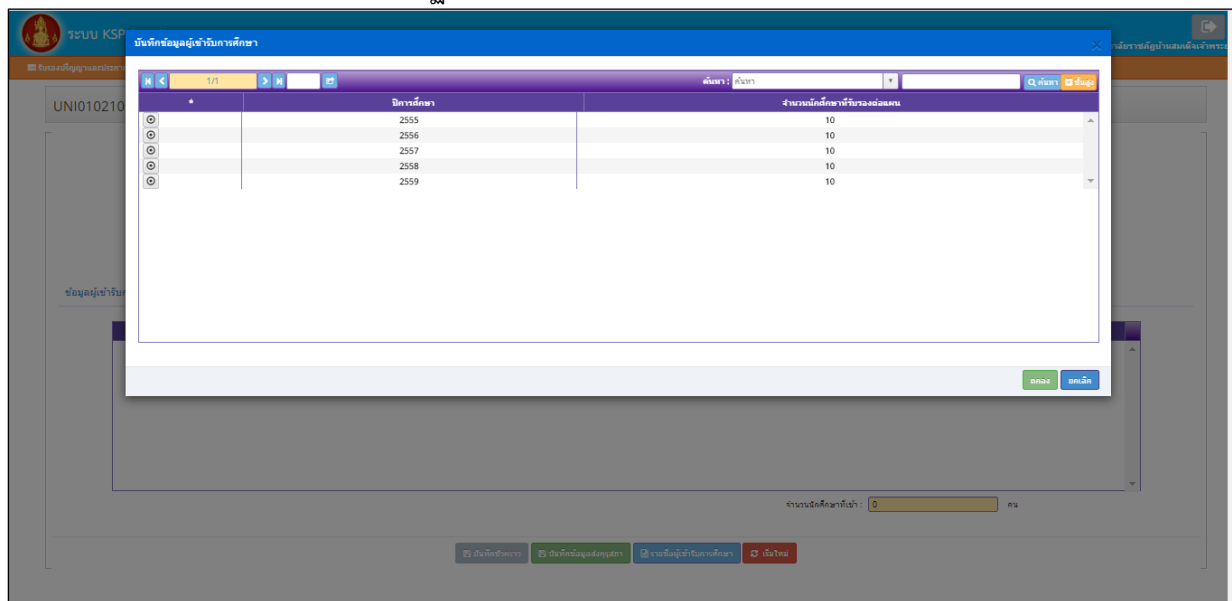 ระบบ KSP
บันทึกข้อมูลผู้เข้ารับการศึกษา
UNI010210
1/1
ค้นหา : ค้นหา
ค้นหา
ขั้นสูง
* ปีการศึกษา จำนวนนักศึกษาที่รับรองต่อแผน
2555 10
2556 10
2557 10
2558 10
2559 10
ข้อมูลผู้เข้ารับ
ตกลง ยกเลิก
จำนวนนักศึกษาที่เข้า : 0 คน
บันทึกชั่วคราว บันทึกข้อมูลส่งคุรุสภา รายชื่อผู้เข้ารับการศึกษา เริ่มใหม่